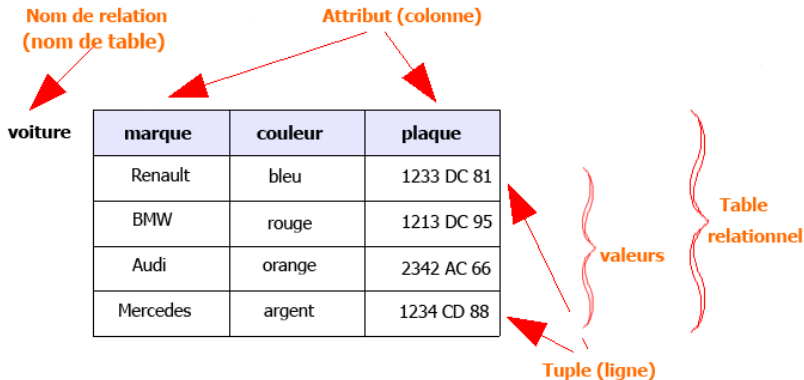 Nom de relation
(nom de table)
Attribut (colonne)
voiture
marque couleur plaque
Renault bleu 1233 DC 81
BMW rouge 1213 DC 95
Audi orange 2342 AC 66
Mercedes argent 1234 CD 88
valeurs
Table
relationnel
Tuple (ligne)